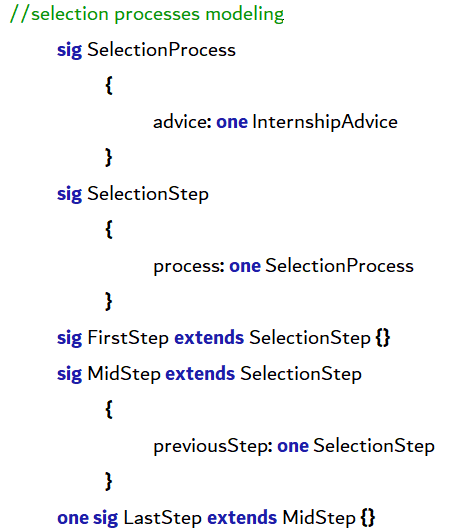 //selection processes modeling
sig SelectionProcess
{
advice: one InternshipAdvice
}
sig SelectionStep
{
process: one SelectionProcess
}
sig FirstStep extends SelectionStep {}
sig MidStep extends SelectionStep
{
previousStep: one SelectionStep
}
one sig LastStep extends MidStep {}